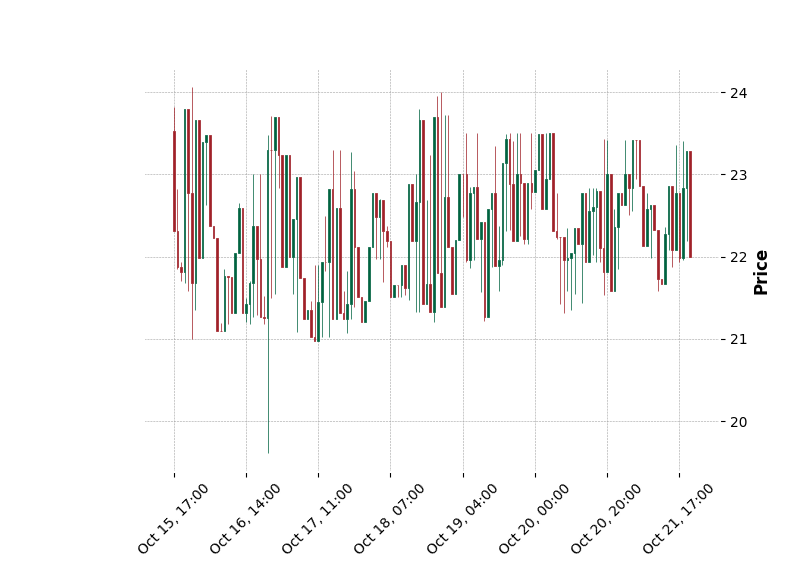 24
23
22
21
20
Price
Oct 15, 17:00
Oct 16, 14:00
Oct 17, 11:00
Oct 18, 07:00
Oct 19, 04:00
Oct 20, 00:00
Oct 20, 20:00
Oct 21, 17:00